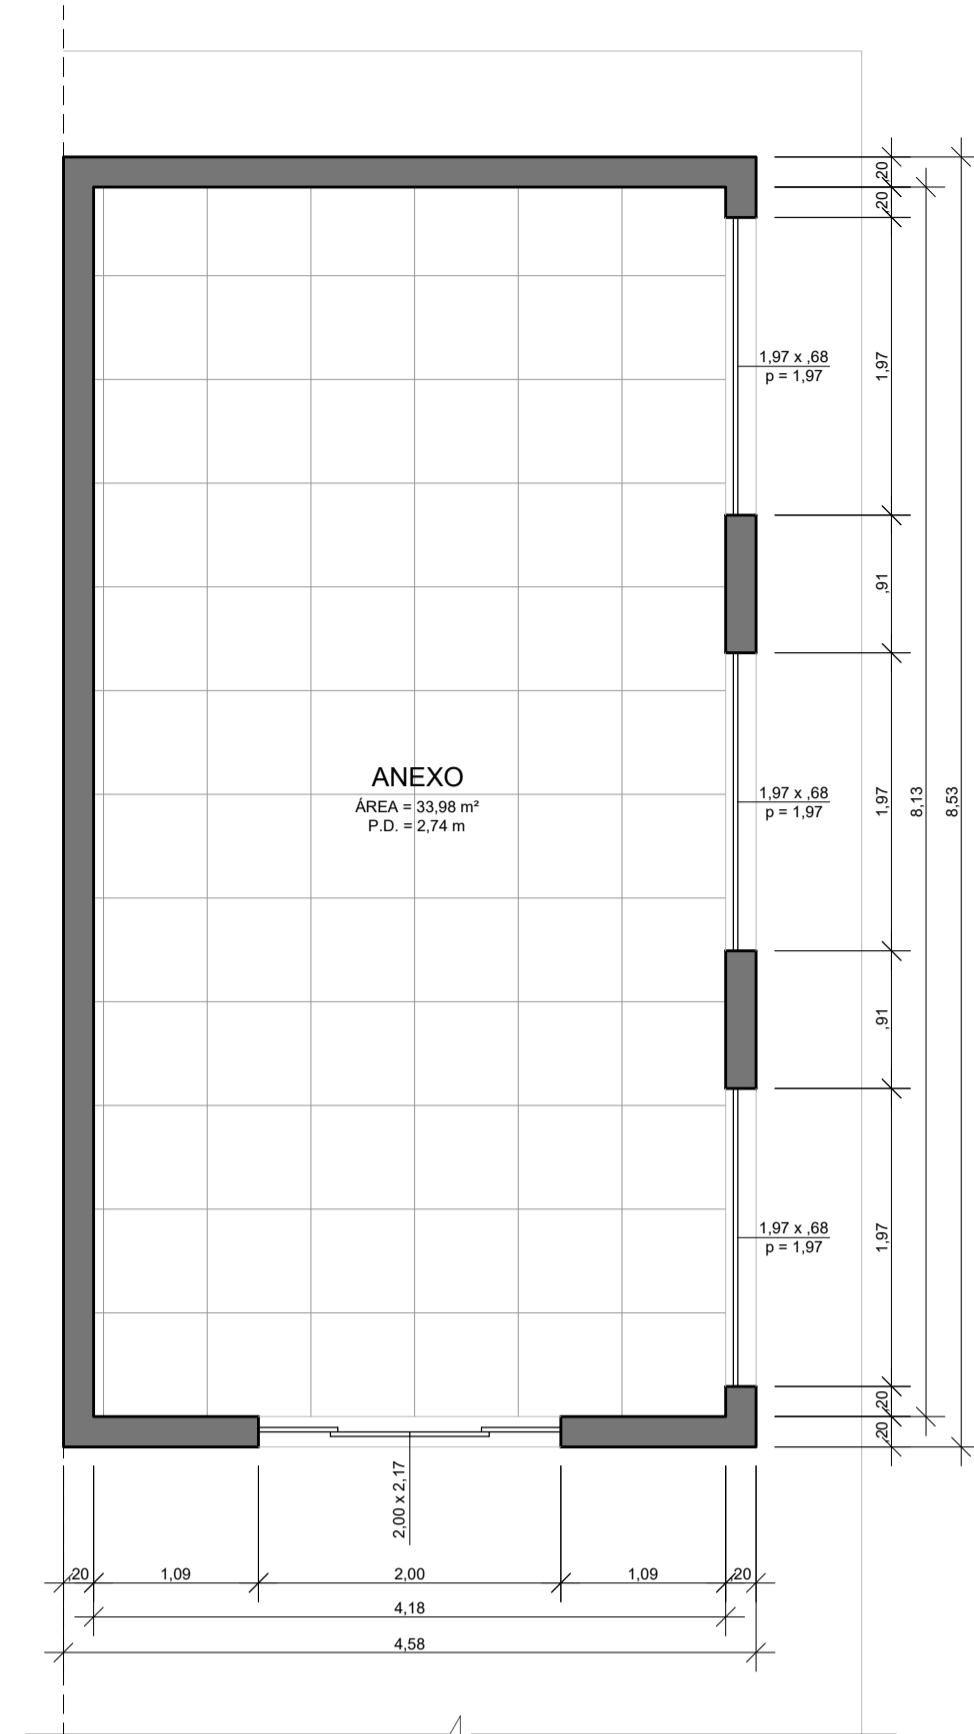 ,20
,20
1,97 x ,68
p = 1,97
1,97
,91
ANEXO
ÁREA = 33,98 m²
P.D. = 2,74 m
1,97 x ,68
p = 1,97
1,97
8,13
8,53
,91
1,97 x ,68
p = 1,97
1,97
,20
,20
2,00 x 2,17
,20
1,09
2,00
1,09
,20
4,18
4,58